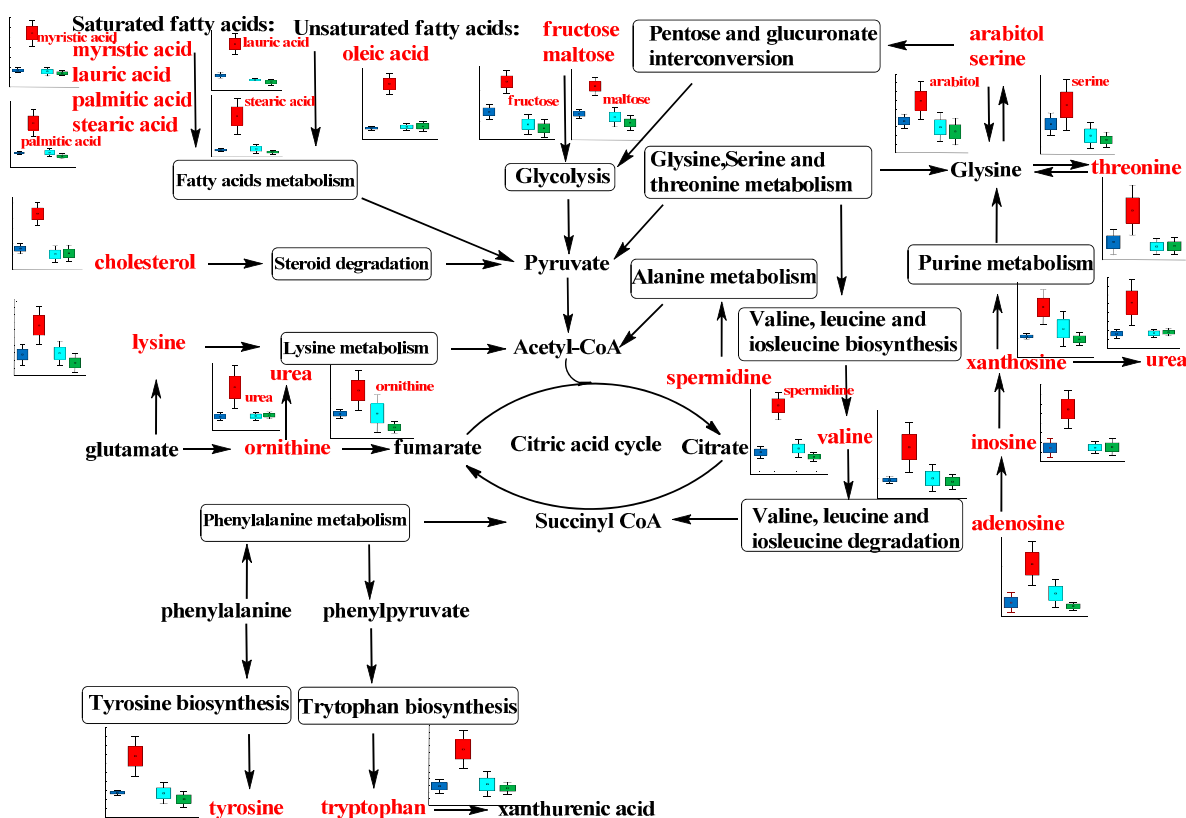 Saturated fatty acids:
myristic acid
myristic acid
lauric acid
palmitic acid
stearic acid
palmitic acid
lauric acid
stearic acid
Unsaturated fatty acids:
oleic acid
fructose
maltose
fructose
maltose
Pentose and glucuronate
interconversion
arabitol
serine
arabitol
serine
Fatty acids metabolism
Glycolysis
Glysine,Serine and
threonine metabolism
Glysine
threonine
cholesterol
Steroid degradation
Pyruvate
Alanine metabolism
Purine metabolism
lysine
Lysine metabolism
Acetyl-CoA
Valine, leucine and
iosleucine biosynthesis
urea
urea
ornithine
spermidine
spermidine
xanthosine
urea
glutamate
ornithine
fumarate
Citric acid cycle
Citrate
valine
inosine
Phenylalanine metabolism
Succinyl CoA
Valine, leucine and
iosleucine degradation
adenosine
phenylalanine
phenylpyruvate
Tyrosine biosynthesis
Trytophan biosynthesis
tyrosine
tryptophan
xanthurenic acid